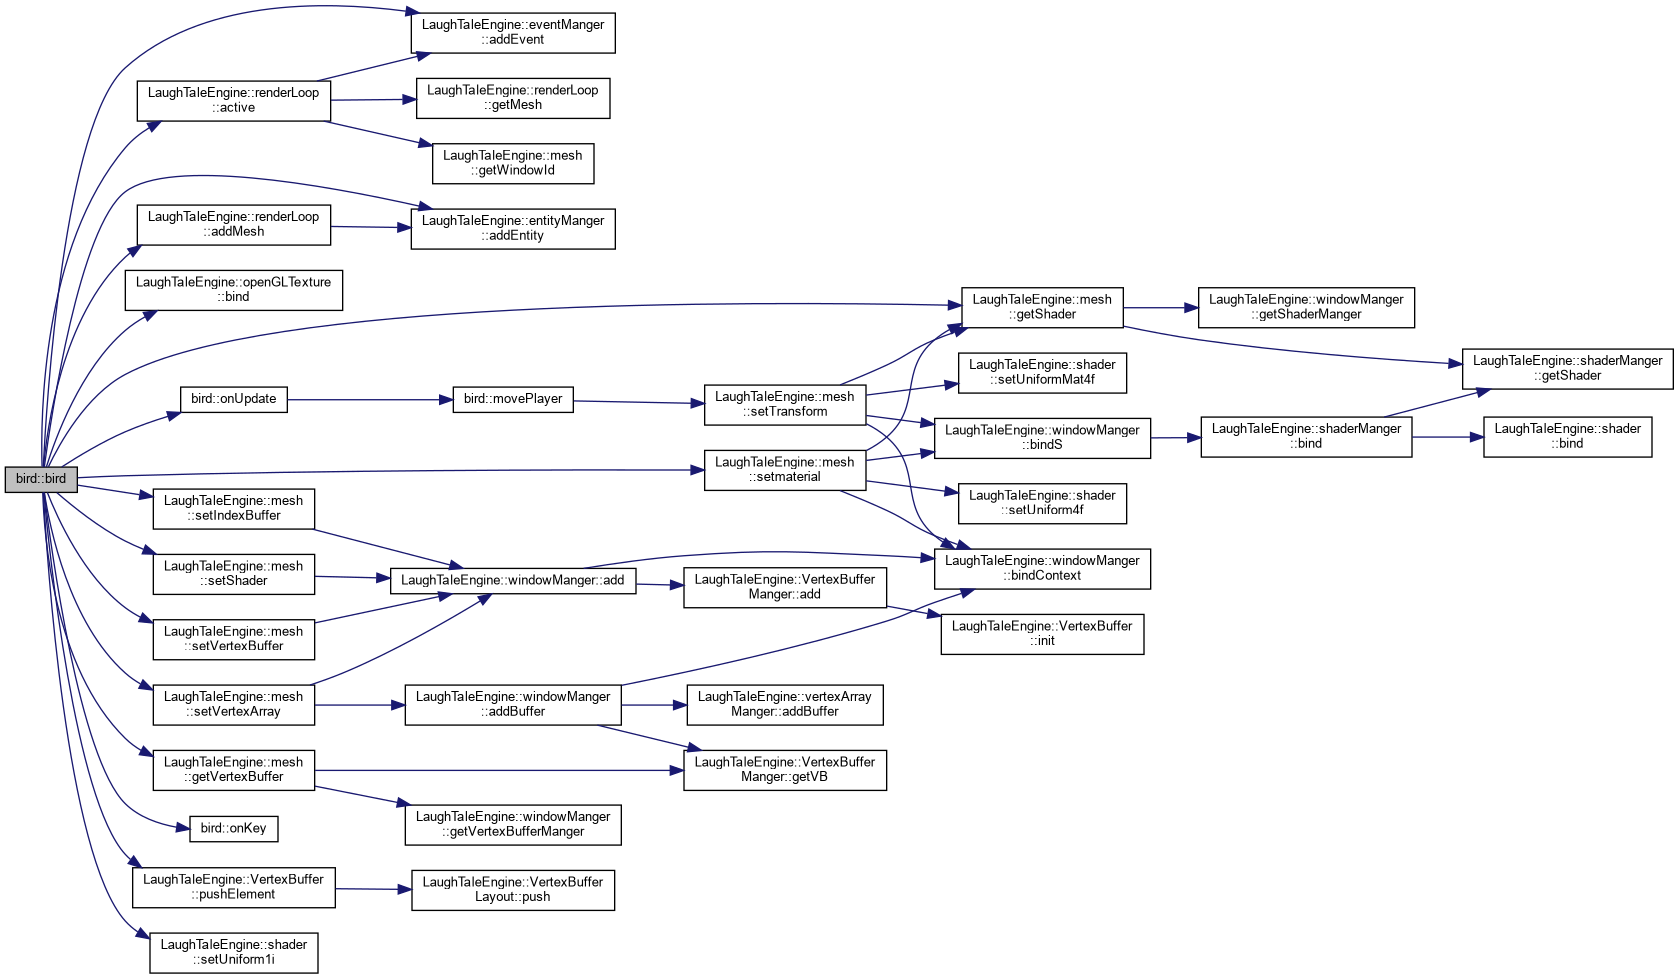 LaughTaleEngine::eventManger
::addEvent
LaughTaleEngine::renderLoop
::active
LaughTaleEngine::renderLoop
::getMesh
LaughTaleEngine::mesh
::getWindowId
LaughTaleEngine::renderLoop
::addMesh
LaughTaleEngine::entityManger
::addEntity
LaughTaleEngine::openGLTexture
::bind
LaughTaleEngine::mesh
::getShader
LaughTaleEngine::windowManger
::getShaderManger
LaughTaleEngine::shaderManger
::getShader
LaughTaleEngine::shader
::setUniformMat4f
bird::onUpdate
bird::movePlayer
LaughTaleEngine::mesh
::setTransform
LaughTaleEngine::windowManger
::bindS
LaughTaleEngine::shaderManger
::bind
LaughTaleEngine::shader
::bind
bird::bird
LaughTaleEngine::mesh
::setmaterial
LaughTaleEngine::shader
::setUniform4f
LaughTaleEngine::mesh
::setIndexBuffer
LaughTaleEngine::mesh
::setShader
LaughTaleEngine::windowManger::add
LaughTaleEngine::VertexBuffer
Manger::add
LaughTaleEngine::windowManger
::bindContext
LaughTaleEngine::VertexBuffer
::init
LaughTaleEngine::mesh
::setVertexBuffer
LaughTaleEngine::mesh
::setVertexArray
LaughTaleEngine::windowManger
::addBuffer
LaughTaleEngine::vertexArray
Manger::addBuffer
LaughTaleEngine::mesh
::getVertexBuffer
LaughTaleEngine::VertexBuffer
Manger::getVB
LaughTaleEngine::windowManger
::getVertexBufferManger
bird::onKey
LaughTaleEngine::VertexBuffer
::pushElement
LaughTaleEngine::VertexBuffer
Layout::push
LaughTaleEngine::shader
::setUniform1i